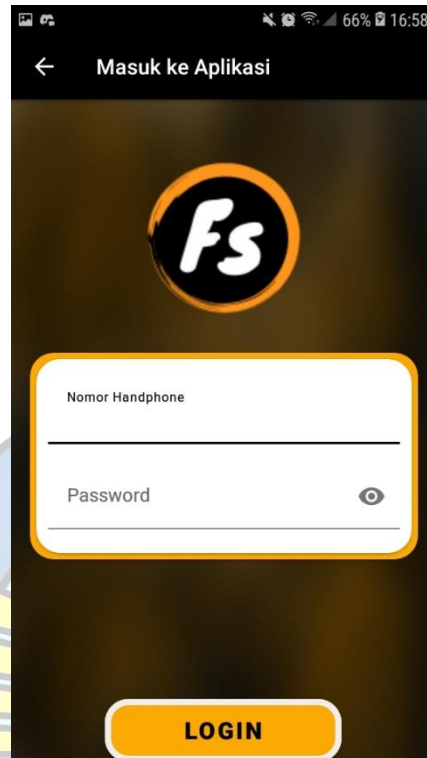 66% 16:58
Masuk ke Aplikasi
Fs
Nomor Handphone
Password
LOGIN